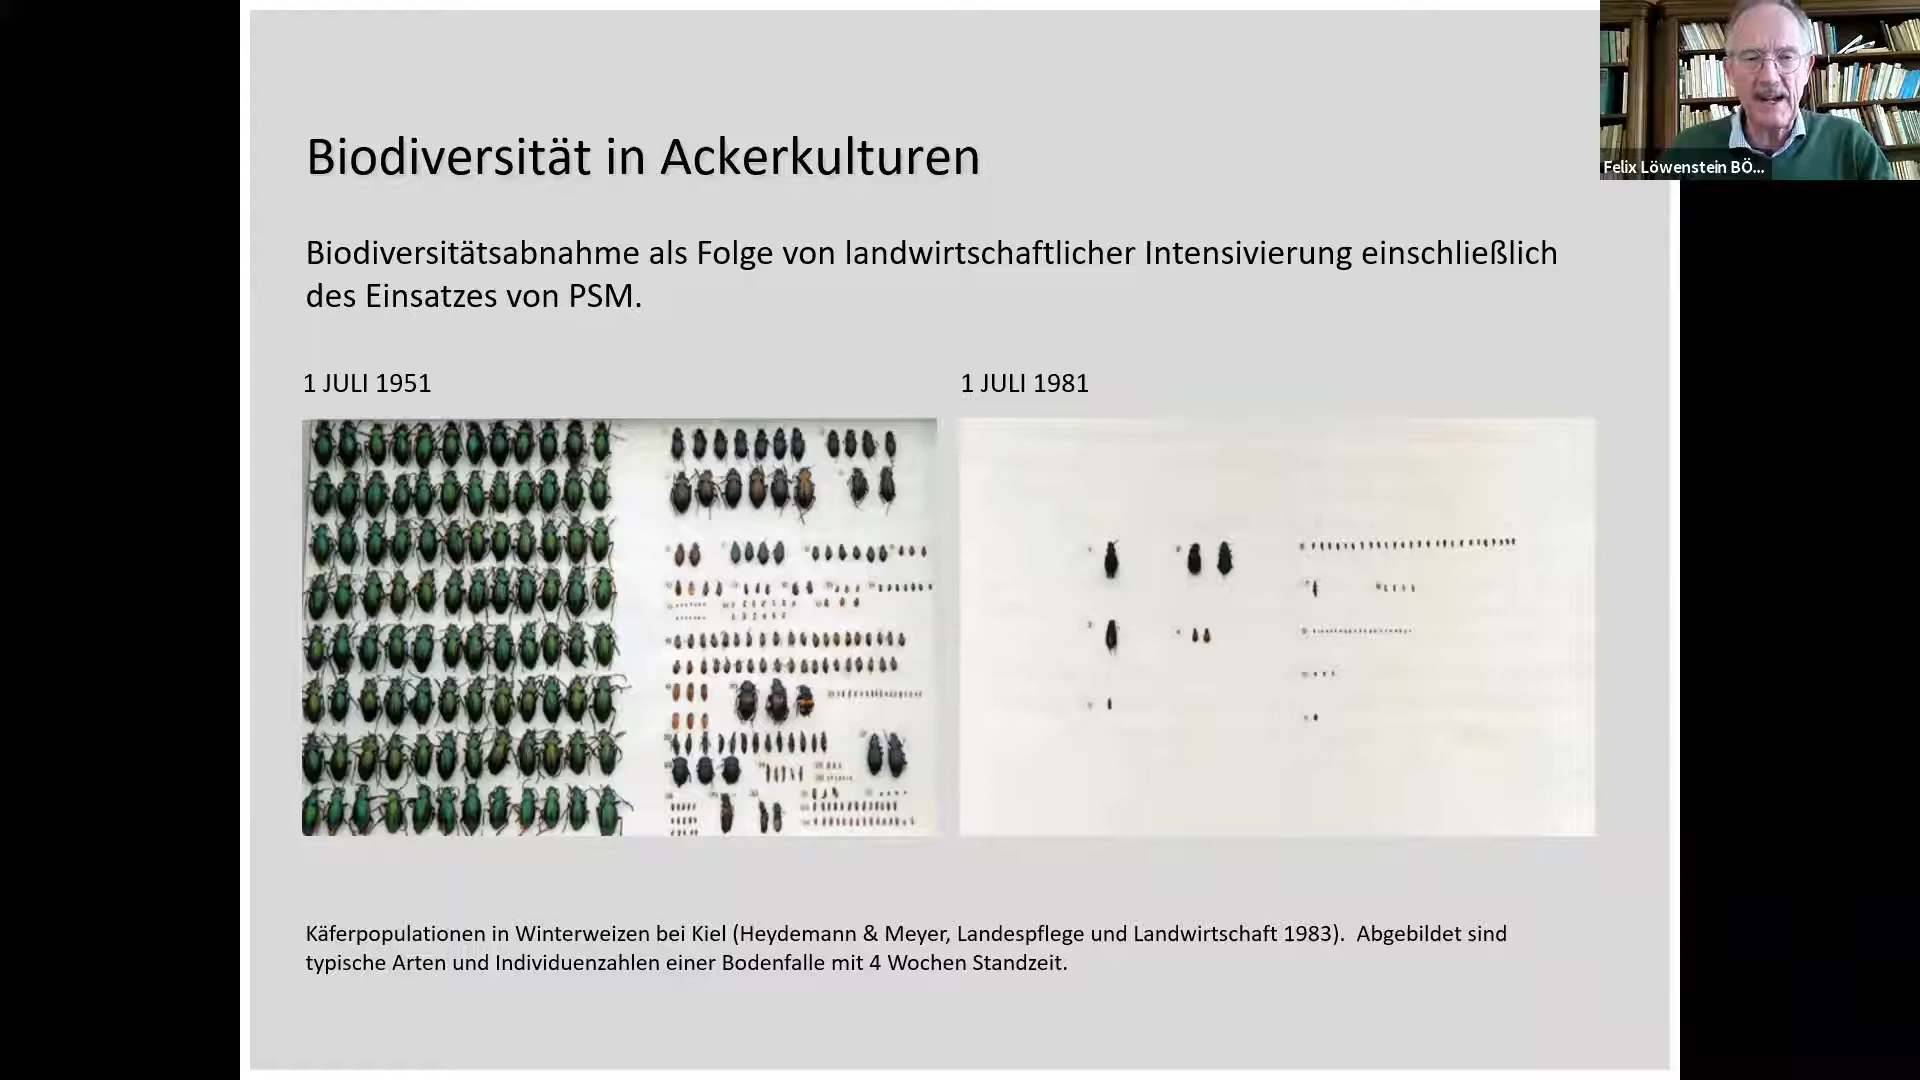 Biodiversität in Ackerkulturen
Biodiversitätsabnahme als Folge von landwirtschaftlicher Intensivierung einschließlich
des Einsatzes von PSM.
1 JULI 1951
1 JULI 1981
Käferpopulationen in Winterweizen bei Kiel (Heydemann & Meyer, Landespflege und Landwirtschaft 1983).  Abgebildet sind
typische Arten und Individuenzahlen einer Bodenfalle mit 4 Wochen Standzeit.
Felix Löwenstein BÖ...